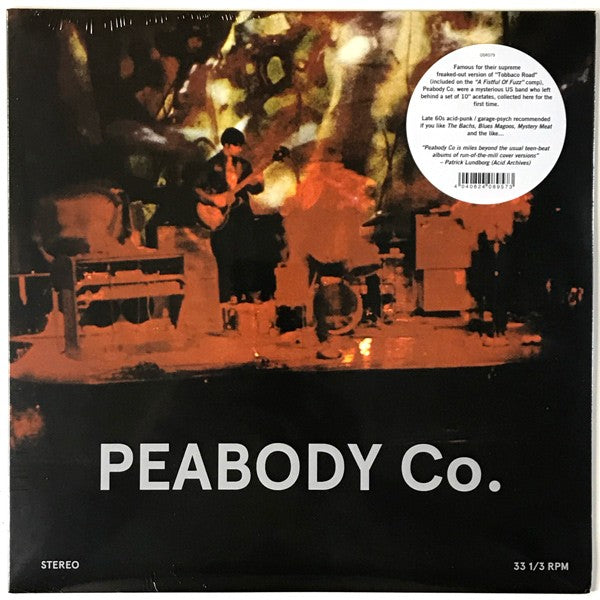 008573
Famous for their supreme
freaked-out version of "Tobbaco Road"
(included on the "A Fistful Of Fuzz" comp),
Peabody Co. were a mysterious US band who left
behind a set of 10" acetates, collected here for the
first time.
Late 60s acid-punk / garage-psych recommended
if you like The Bachs, Blues Magoos, Mystery Meat
and the like...
"Peabody Co is miles beyond the usual teen-beat
albums of run-of-the-mill cover versions"
– Patrick Lundborg (Acid Archives)
4 040824 089573
PEABODY Co.
STEREO
33 1/3 RPM